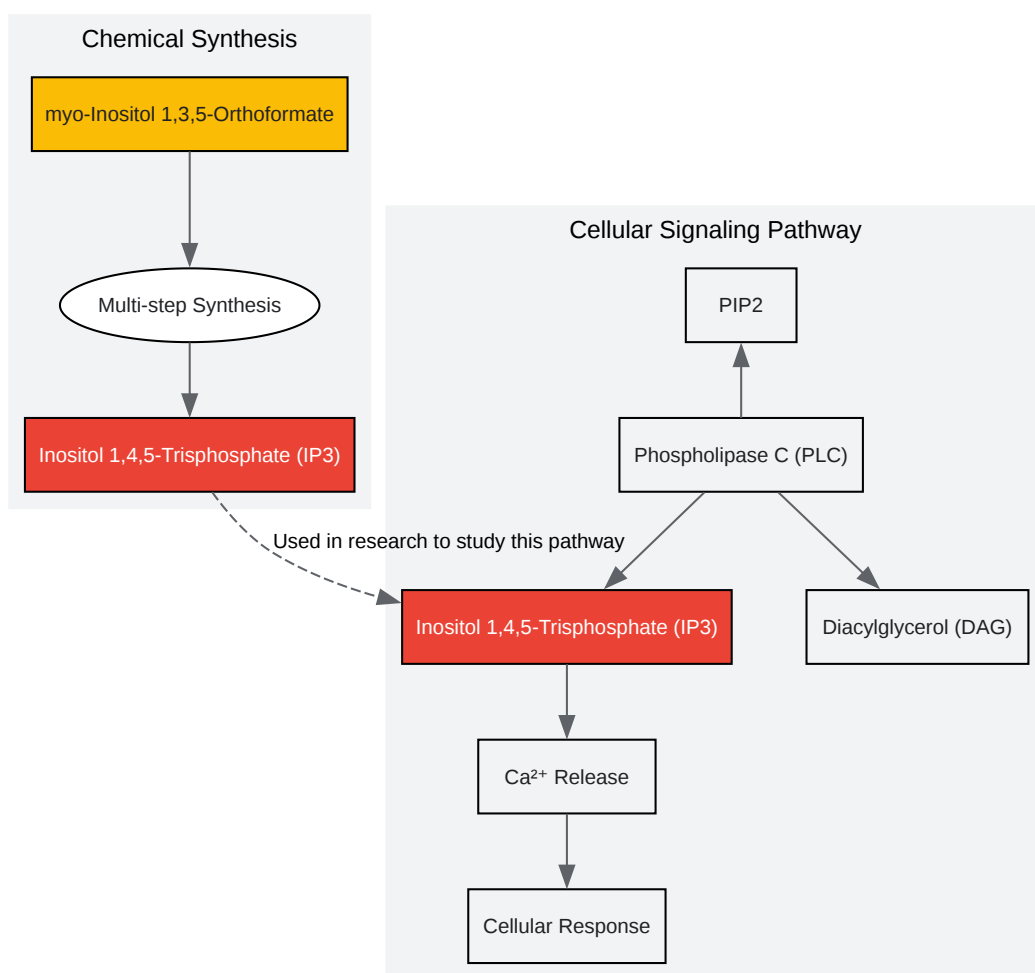 Chemical Synthesis
myo-Inositol 1,3,5-Orthoformate
Multi-step Synthesis
Inositol 1,4,5-Trisphosphate (IP3)
Used in research to study this pathway
Cellular Signaling Pathway
PIP2
Phospholipase C (PLC)
Inositol 1,4,5-Trisphosphate (IP3)
Diacylglycerol (DAG)
Ca²⁺ Release
Cellular Response